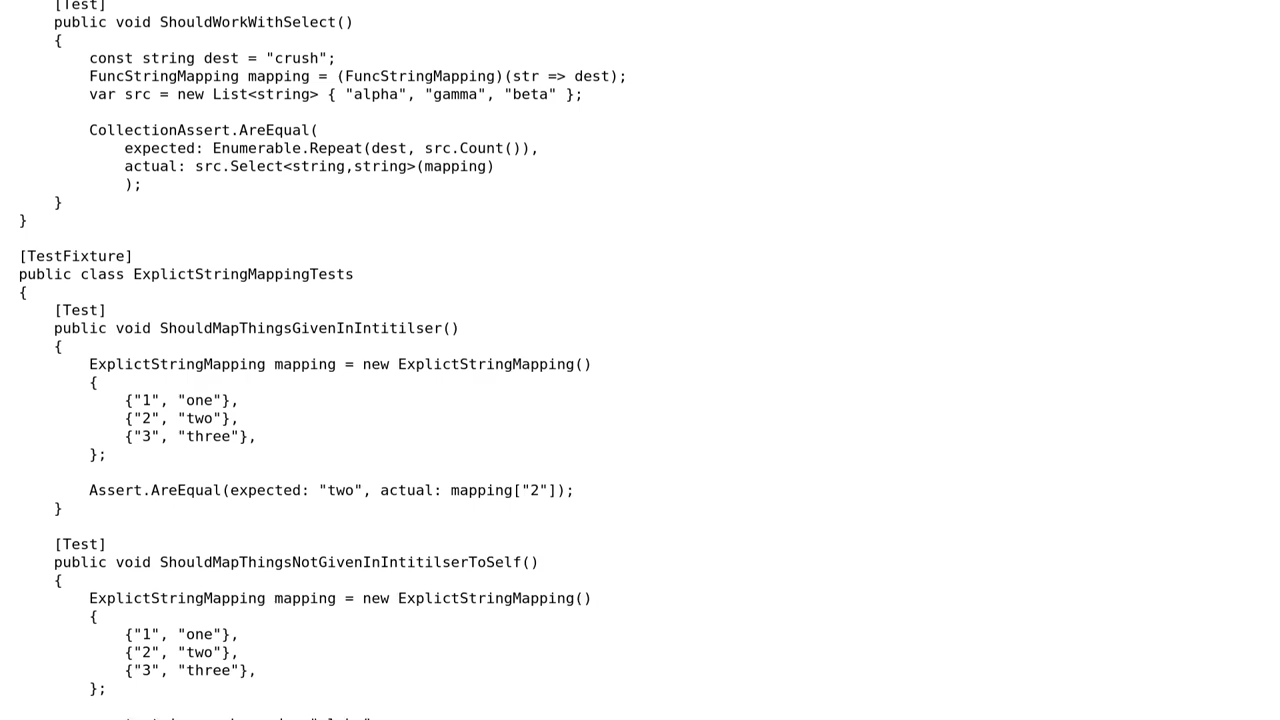 [Test]
public void ShouldWorkWithSelect()
{
const string dest = "crush";
FuncStringMapping mapping = (FuncStringMapping)(str => dest);
var src = new List<string> { "alpha", "gamma", "beta" };
CollectionAssert.AreEqual(
expected: Enumerable.Repeat(dest, src.Count()),
actual: src.Select<string,string>(mapping)
);
}
}
[TestFixture]
public class ExplictStringMappingTests
{
[Test]
public void ShouldMapThingsGivenInIntitilser()
{
ExplictStringMapping mapping = new ExplictStringMapping()
{
{"1", "one"},
{"2", "two"},
{"3", "three"},
};
Assert.AreEqual(expected: "two", actual: mapping["2"]);
}
[Test]
public void ShouldMapThingsNotGivenInIntitilserToSelf()
{
ExplictStringMapping mapping = new ExplictStringMapping()
{
{"1", "one"},
{"2", "two"},
{"3", "three"},
};